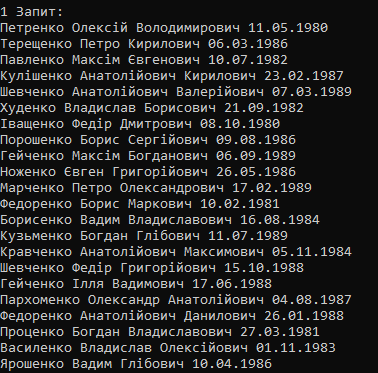 1 Запит:
Петренко Олексій Володимирович 11.05.1980
Терещенко Петро Кирилович 06.03.1986
Павленко Максім Євгенович 10.07.1982
Кулішенко Анатолійович Кирилович 23.02.1987
Шевченко Анатолійович Валерійович 07.03.1989
Худенко Владислав Борисович 21.09.1982
Іващенко Федір Дмитрович 08.10.1980
Порошенко Борис Сергійович 09.08.1986
Гейченко Максім Богданович 06.09.1989
Ноженко Євген Григорійович 26.05.1986
Марченко Петро Олександрович 17.02.1989
Федоренко Борис Маркович 10.02.1981
Борисенко Вадим Владиславович 16.08.1984
Кузьменко Богдан Глібович 11.07.1989
Кравченко Анатолійович Максимович 05.11.1984
Шевченко Федір Григорійович 15.10.1988
Гейченко Ілля Вадимович 17.06.1988
Пархоменко Олександр Анатолійович 04.08.1987
Федоренко Анатолійович Данилович 26.01.1988
Проценко Богдан Владиславович 27.03.1981
Василенко Владислав Олексійович 01.11.1983
Ярошенко Вадим Глібович 10.04.1986